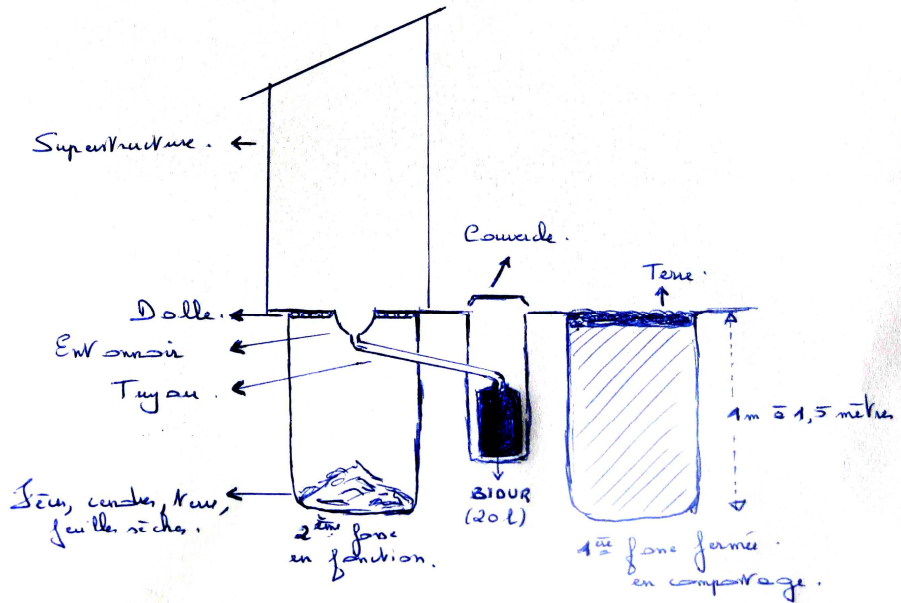 Superstructure.
Couvercle.
Terre.
Dalle.
Entonnoir
Tuyau.
1m à 1,5 mètres
Fèces, cendres, terre,
feuilles sèches.
BIDUR
(20 l)
2ème fosse
en fonction.
1ère fosse fermée.
en compostage.